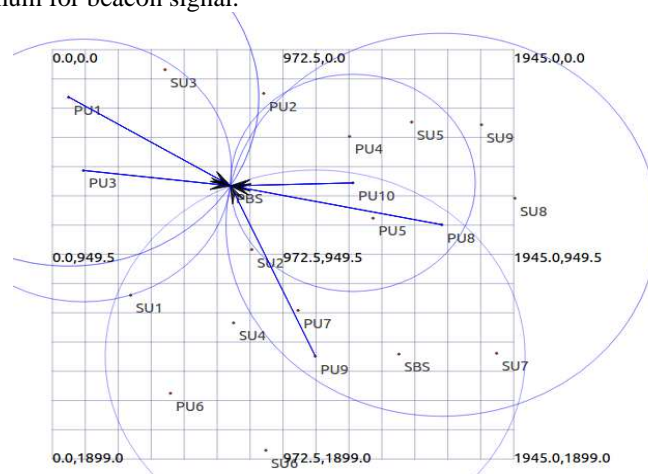 num for beacon signal.
0.0,0.0
972.5,0.0
1945.0,0.0
SU3
PU1
PU2
SU5
SU9
PU4
PU3
PU10
PBS
SU8
PU5
PU8
0.0,949.5
972.5,949.5
1945.0,949.5
SU2
SU1
PU7
SU4
PU9
SBS
SU7
PU6
0.0,1899.0
972.5,1899.0
1945.0,1899.0
SU6